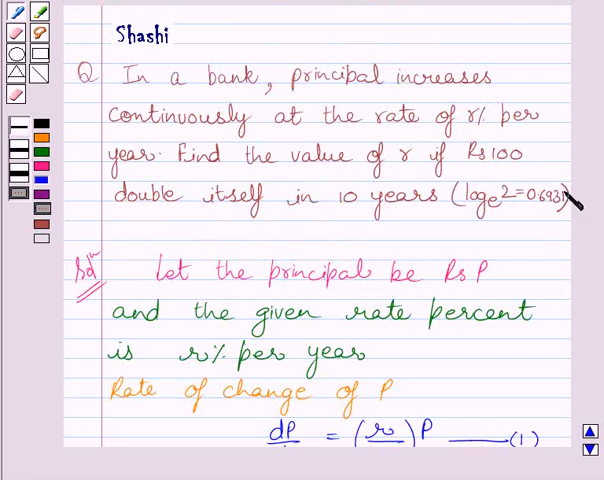 Shashi
Q In a bank, principal increases
continuously at the rate of r% per
year. Find the value of r if Rs 100
double itself in 10 years (logₑ2=0.6931)
Solⁿ Let the principal be Rs P
and the given rate percent
is r% per year
Rate of change of P
dP = (r) P ——(1)